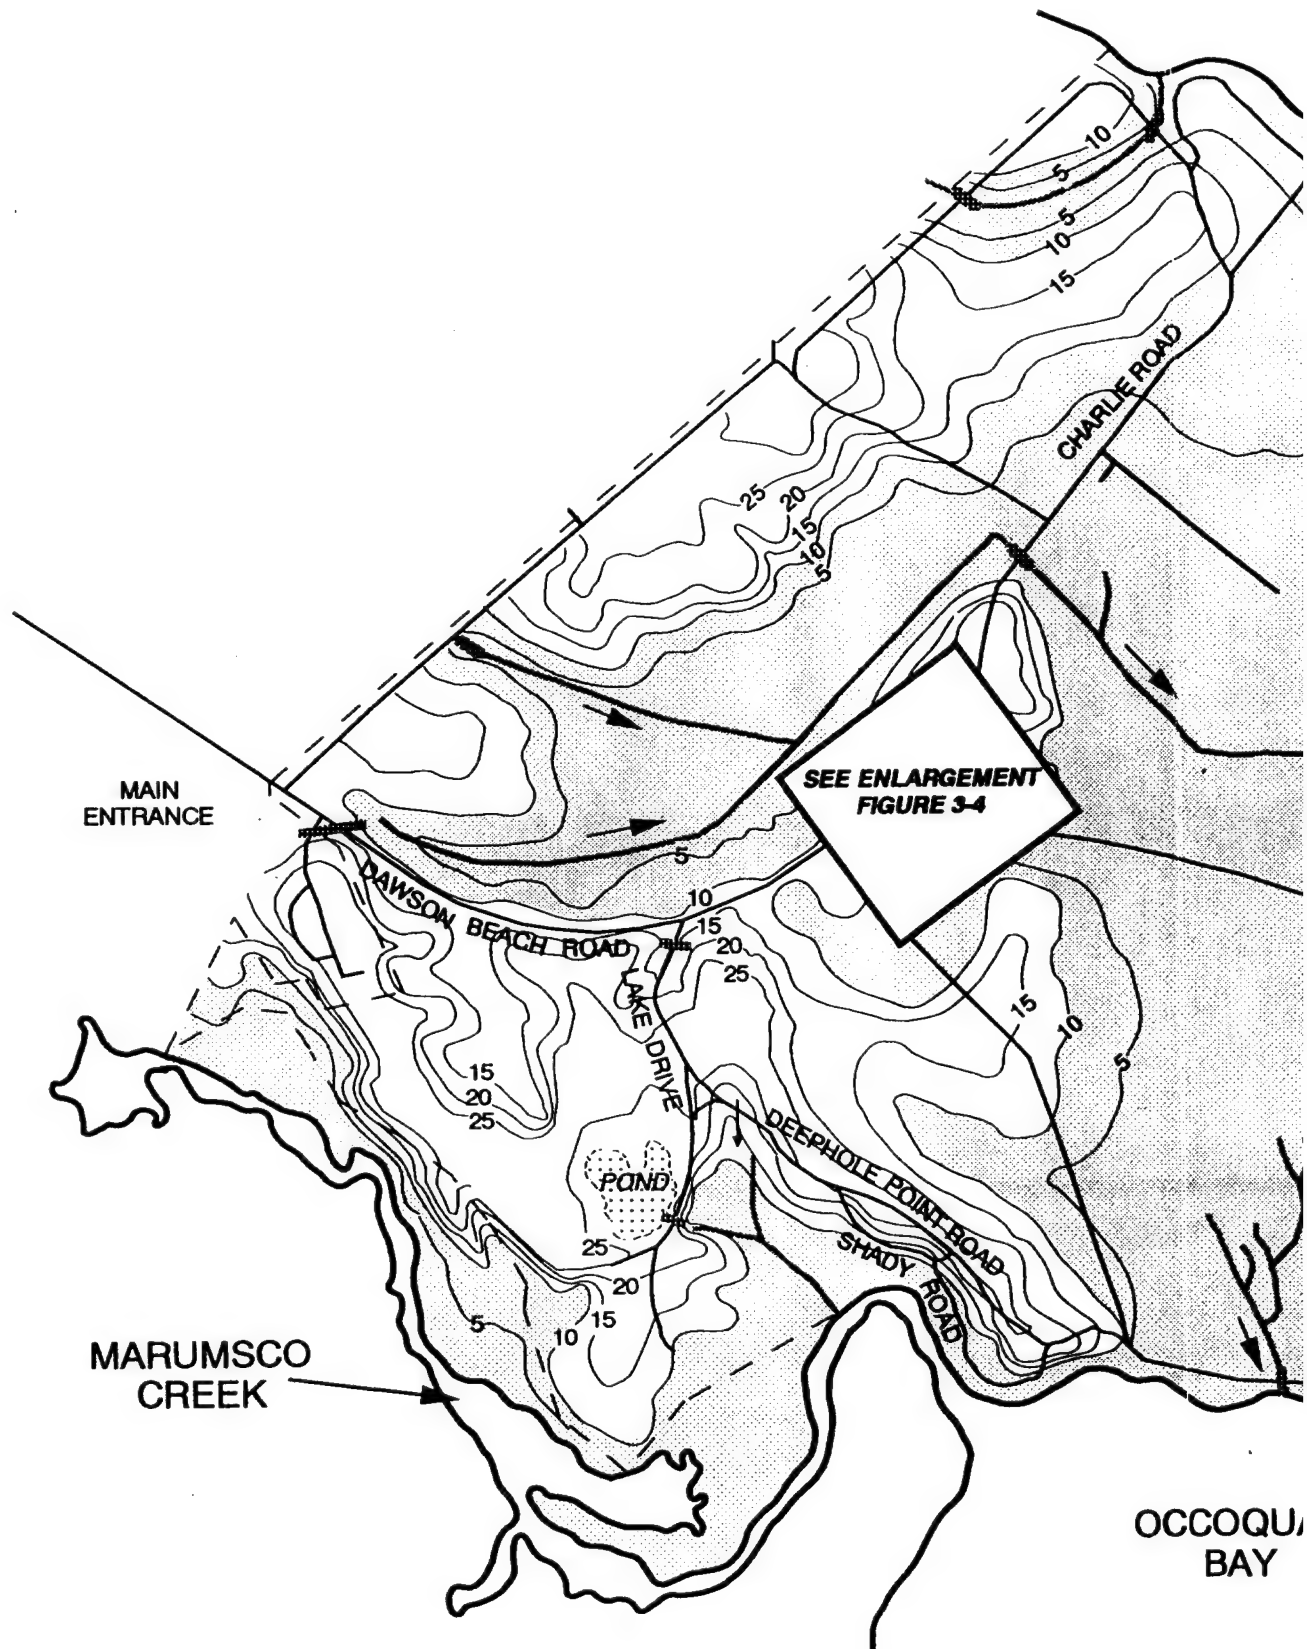 10
5
5
10
15
CHARLIE ROAD
25
20
15
10
5
MAIN
ENTRANCE
SEE ENLARGEMENT
FIGURE 3-4
5
DAWSON BEACH ROAD
10
15
20
25
LAKE DRIVE
15
10
5
15
20
25
DEEPHOLE POINT ROAD
POND
SHADY ROAD
25
20
15
10
5
MARUMSCO
CREEK
OCCOQUA
BAY